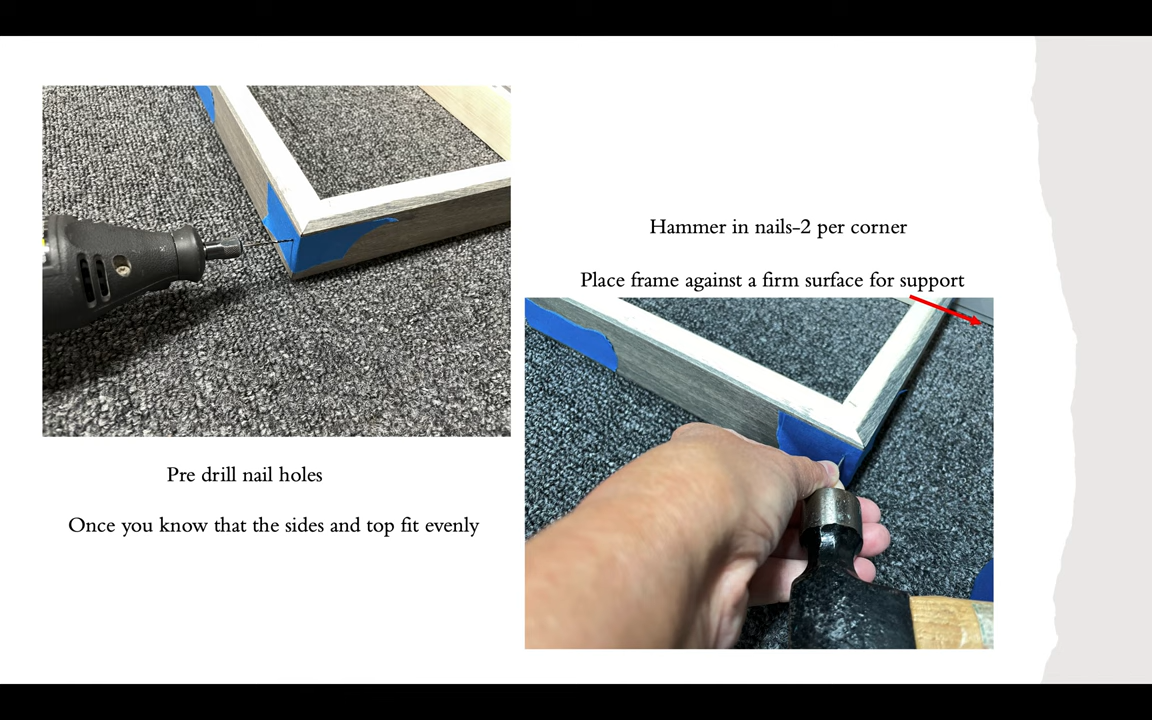 Hammer in nails-2 per corner
Place frame against a firm surface for support
Pre drill nail holes
Once you know that the sides and top fit evenly